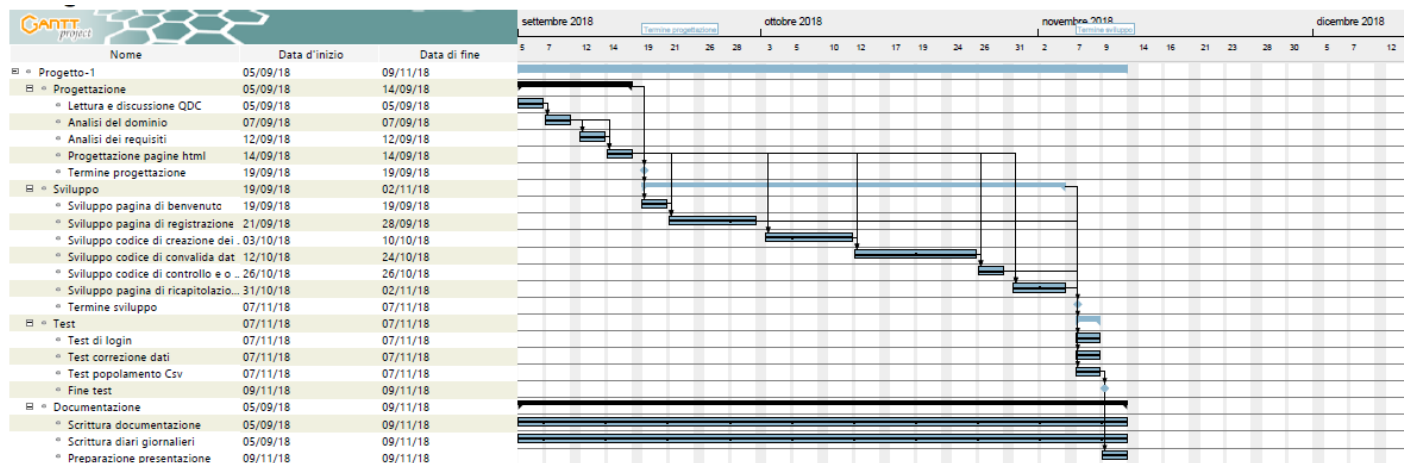 GANTT project
settembre 2018 ottobre 2018 novembre 2018 dicembre 2018
Termine progettazione Termine sviluppo
Nome Data d'inizio Data di fine 5 7 12 14 19 21 26 28 3 5 10 12 17 19 24 26 31 2 7 9 14 16 21 23 28 30 5 7 12
Progetto-1 05/09/18 09/11/18
Progettazione 05/09/18 14/09/18
Lettura e discussione QDC 05/09/18 05/09/18
Analisi del dominio 07/09/18 07/09/18
Analisi dei requisiti 12/09/18 12/09/18
Progettazione pagine html 14/09/18 14/09/18
Termine progettazione 19/09/18 19/09/18
Sviluppo 19/09/18 02/11/18
Sviluppo pagina di benvenuto 19/09/18 19/09/18
Sviluppo pagina di registrazione 21/09/18 28/09/18
Sviluppo codice di creazione dei .. 03/10/18 10/10/18
Sviluppo codice di convalida dat 12/10/18 24/10/18
Sviluppo codice di controllo e o .. 26/10/18 26/10/18
Sviluppo pagina di ricapitolazio... 31/10/18 02/11/18
Termine sviluppo 07/11/18 07/11/18
Test 07/11/18 07/11/18
Test di login 07/11/18 07/11/18
Test correzione dati 07/11/18 07/11/18
Test popolamento Csv 07/11/18 07/11/18
Fine test 09/11/18 09/11/18
Documentazione 05/09/18 09/11/18
Scrittura documentazione 05/09/18 09/11/18
Scrittura diari giornalieri 05/09/18 09/11/18
Preparazione presentazione 09/11/18 09/11/18